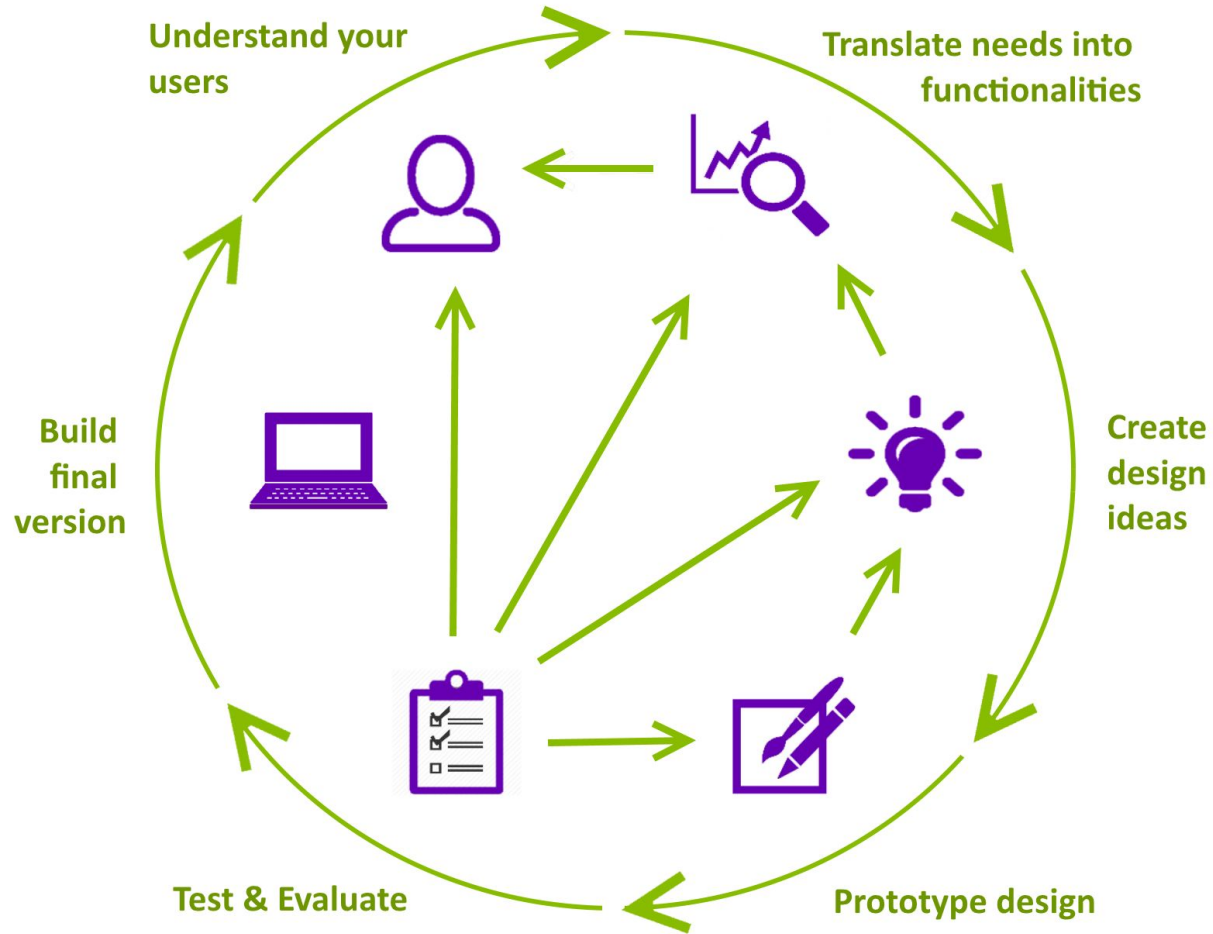 Understand your
users
Translate needs into
functionalities
Create
design
ideas
Prototype design
Test & Evaluate
Build
final
version